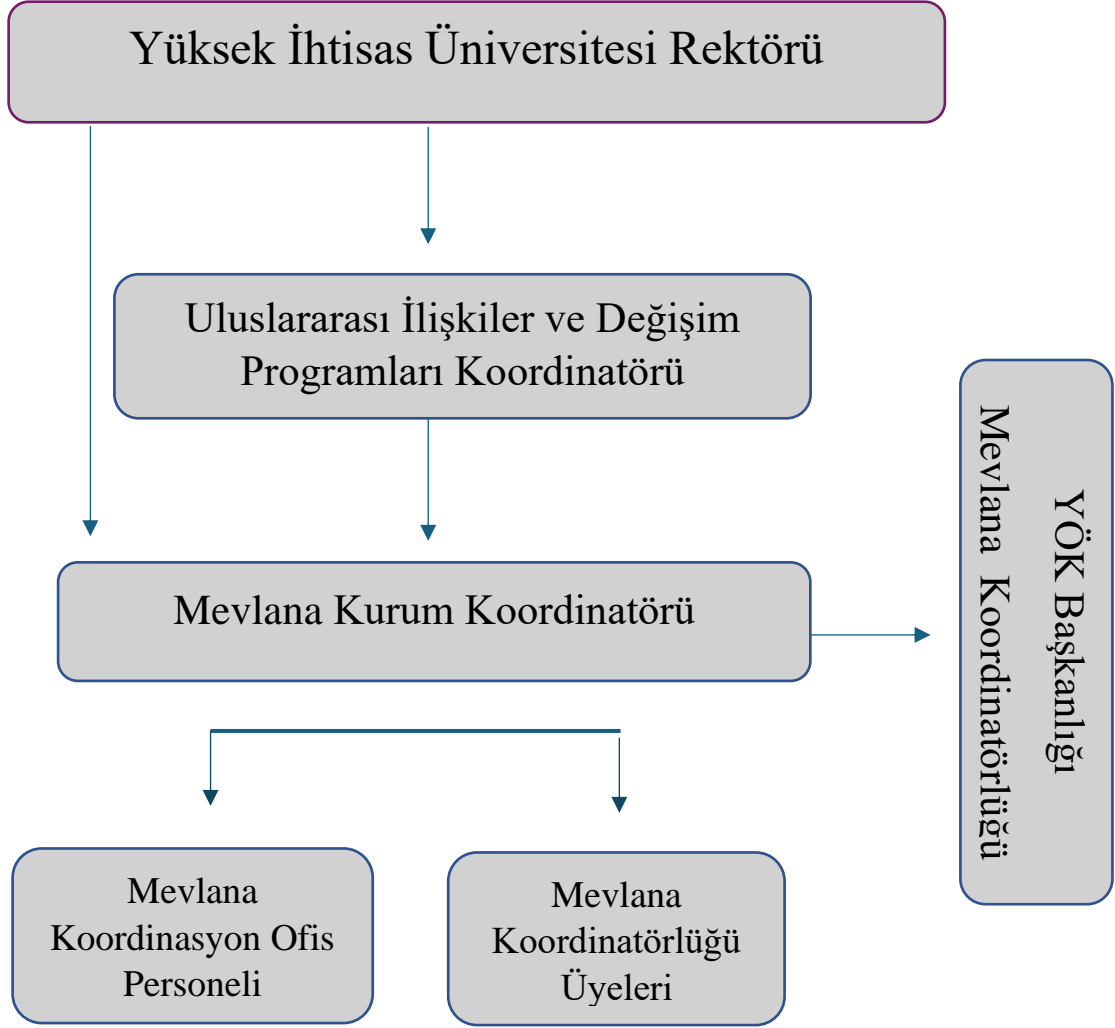 Yüksek İhtisas Üniversitesi Rektörü
Uluslararası İlişkiler ve Değişim
Programları Koordinatörü
Mevlana Kurum Koordinatörü
YÖK Başkanlığı
Mevlana Koordinatörlüğü
Mevlana
Koordinasyon Ofis
Personeli
Mevlana
Koordinatörlüğü
Üyeleri